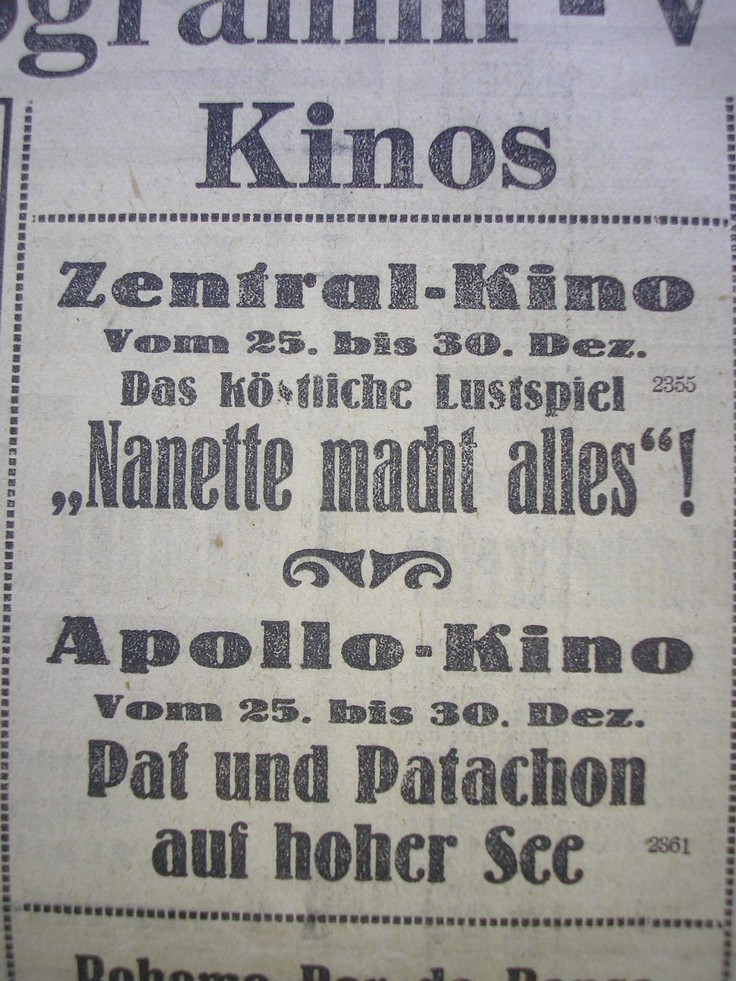 Kinos
Zentral-Kino
Vom 25. bis 30. Dez.
Das köstliche Lustspiel 2355
„Nanette macht alles“!
Apollo-Kino
Vom 25. bis 30. Dez.
Pat und Patachon
auf hoher See 2361